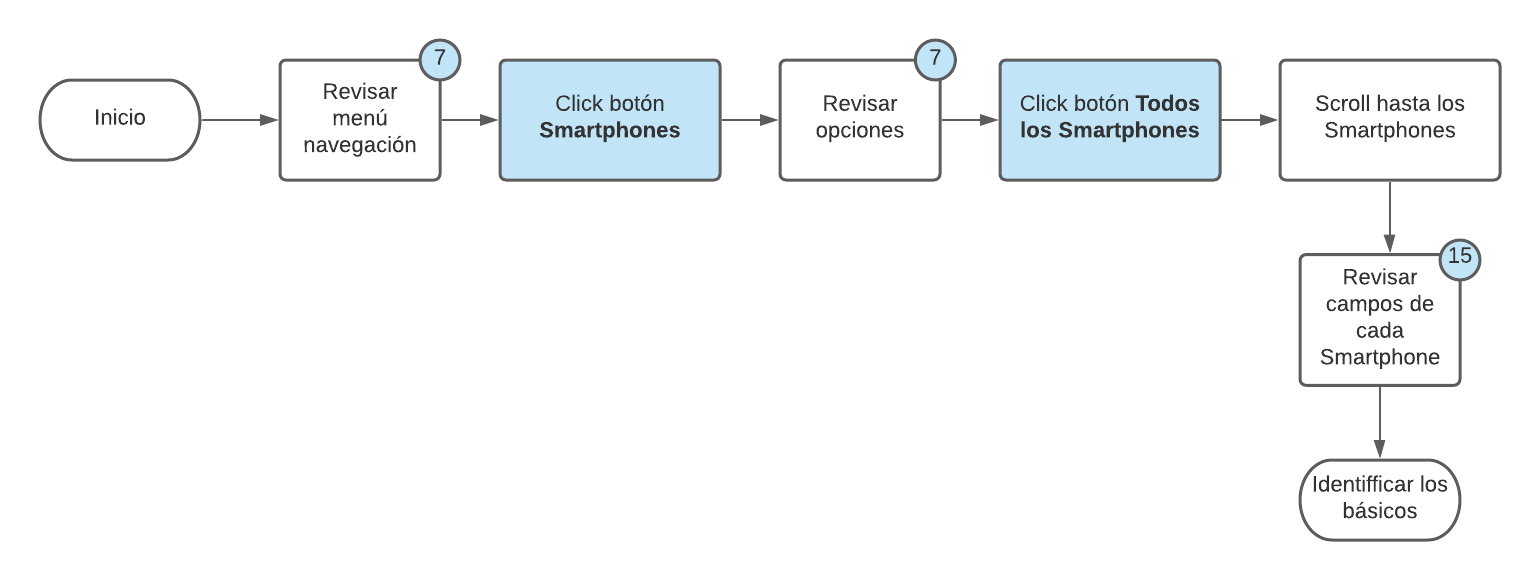 Inicio
7
Revisar
menú
navegación
Click botón
Smartphones
7
Revisar
opciones
Click botón Todos
los Smartphones
Scroll hasta los
Smartphones
15
Revisar
campos de
cada
Smartphone
Identifficar los
básicos